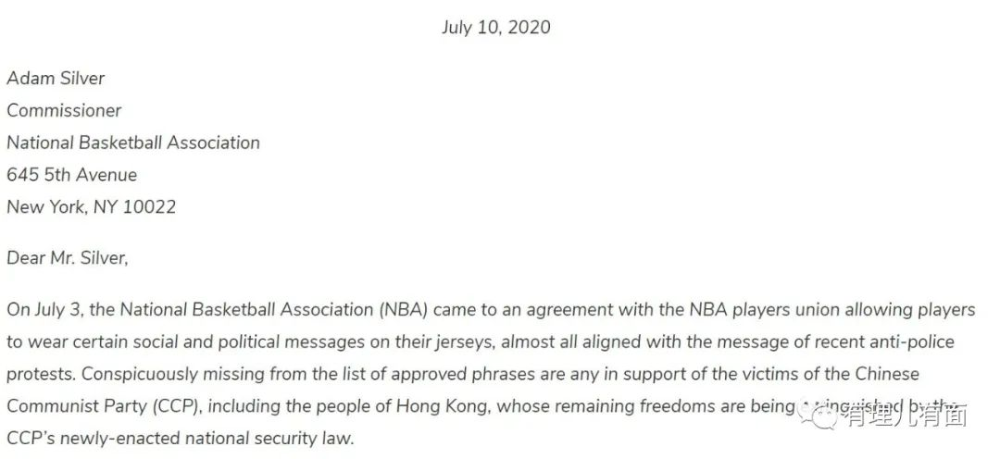 July 10, 2020
Adam Silver
Commissioner
National Basketball Association
645 5th Avenue
New York, NY 10022
Dear Mr. Silver,
On July 3, the National Basketball Association (NBA) came to an agreement with the NBA players union allowing players
to wear certain social and political messages on their jerseys, almost all aligned with the message of recent anti-police
protests. Conspicuously missing from the list of approved phrases are any in support of the victims of the Chinese
Communist Party (CCP), including the people of Hong Kong, whose remaining freedoms are being by the
CCP's newly-enacted national security law.
有理儿有面